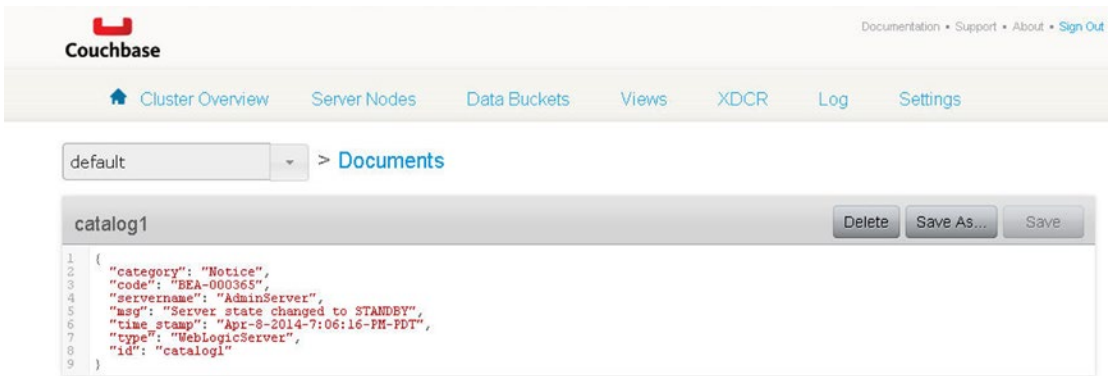 Documentation • Support • About • Sign Out
Couchbase
Cluster Overview Server Nodes Data Buckets Views XDCR Log Settings
default > Documents
catalog1 Delete Save As... Save
1 {
2 "category": "Notice",
3 "code": "BEA-000365",
4 "servername": "AdminServer",
5 "msg": "Server state changed to STANDBY",
6 "time_stamp": "Apr-8-2014-7:06:16-PM-PDT",
7 "type": "WebLogicServer",
8 "id": "catalog1"
9 }